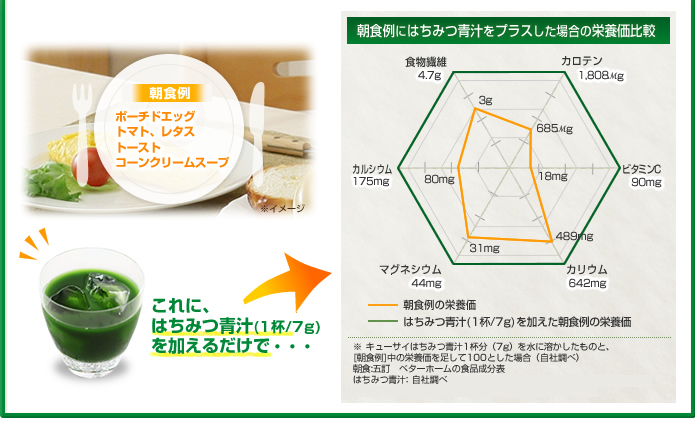 朝食例
ポーチドエッグ
トマト、レタス
トースト
コーンクリームスープ
※イメージ
これに、
はちみつ青汁(1杯/7g)
を加えるだけで・・・
朝食例にはちみつ青汁をプラスした場合の栄養価比較
食物繊維
4.7g
カロテン
1,808㎍
3g
685㎍
カルシウム
175mg
80mg
18mg
ビタミンC
90mg
31mg
489mg
マグネシウム
44mg
カリウム
642mg
朝食例の栄養価
はちみつ青汁(1杯/7g)を加えた朝食例の栄養価
※ キューサイはちみつ青汁1杯分（7g）を水に溶かしたものと、
[朝食例]中の栄養価を足して100とした場合（自社調べ）
朝食:五訂　ベターホームの食品成分表
はちみつ青汁: 自社調べ